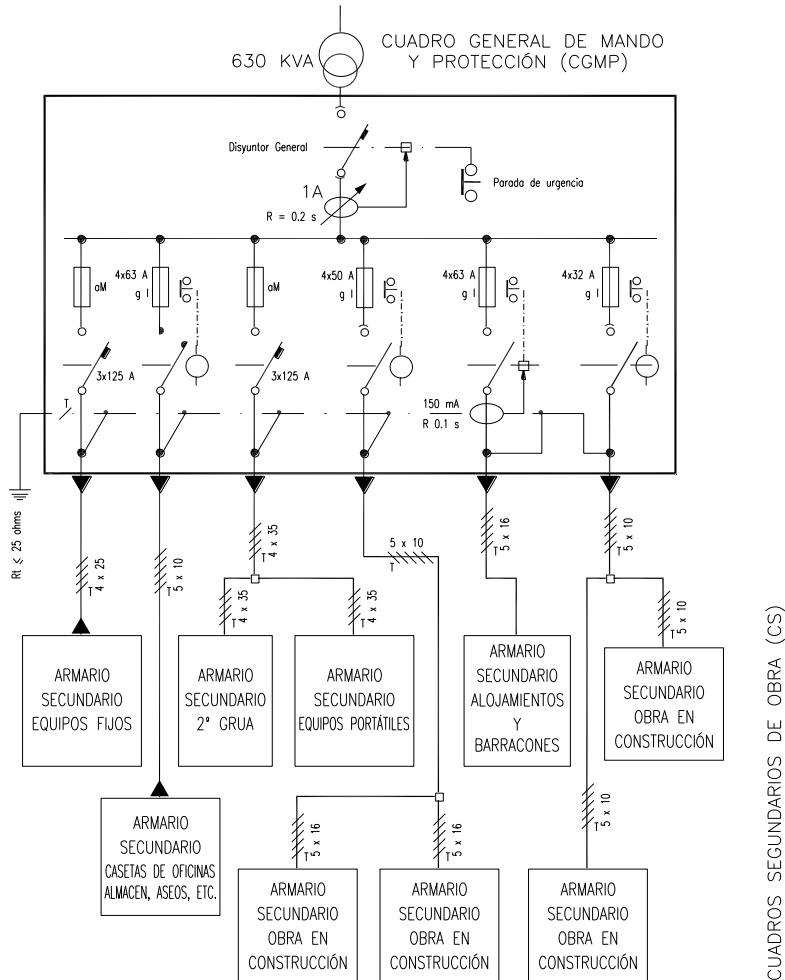 630 KVA
CUADRO GENERAL DE MANDO
Y PROTECCIÓN (CGMP)
Disyuntor General
Parada de urgencia
1A
R = 0.2 s
aM
4x63 A
g I
aM
4x50 A
g I
4x63 A
g I
4x32 A
g I
3x125 A
3x125 A
T
150 mA
R 0.1 s
Rt ≤ 25 ohms
T
4 x 25
T
5 x 10
T
4 x 35
5 x 10
T
T
5 x 16
T
5 x 10
T
4 x 35
T
4 x 35
T
5 x 10
ARMARIO
SECUNDARIO
EQUIPOS FIJOS
ARMARIO
SECUNDARIO
2ª GRUA
ARMARIO
SECUNDARIO
EQUIPOS PORTÁTILES
ARMARIO
SECUNDARIO
ALOJAMIENTOS
Y
BARRACONES
ARMARIO
SECUNDARIO
OBRA EN
CONSTRUCCIÓN
ARMARIO
SECUNDARIO
CASETAS DE OFICINAS
ALMACEN, ASEOS, ETC.
T
5 x 16
T
5 x 16
T
5 x 10
ARMARIO
SECUNDARIO
OBRA EN
CONSTRUCCIÓN
ARMARIO
SECUNDARIO
OBRA EN
CONSTRUCCIÓN
ARMARIO
SECUNDARIO
OBRA EN
CONSTRUCCIÓN
CUADROS SEGUNDARIOS DE OBRA (CS)